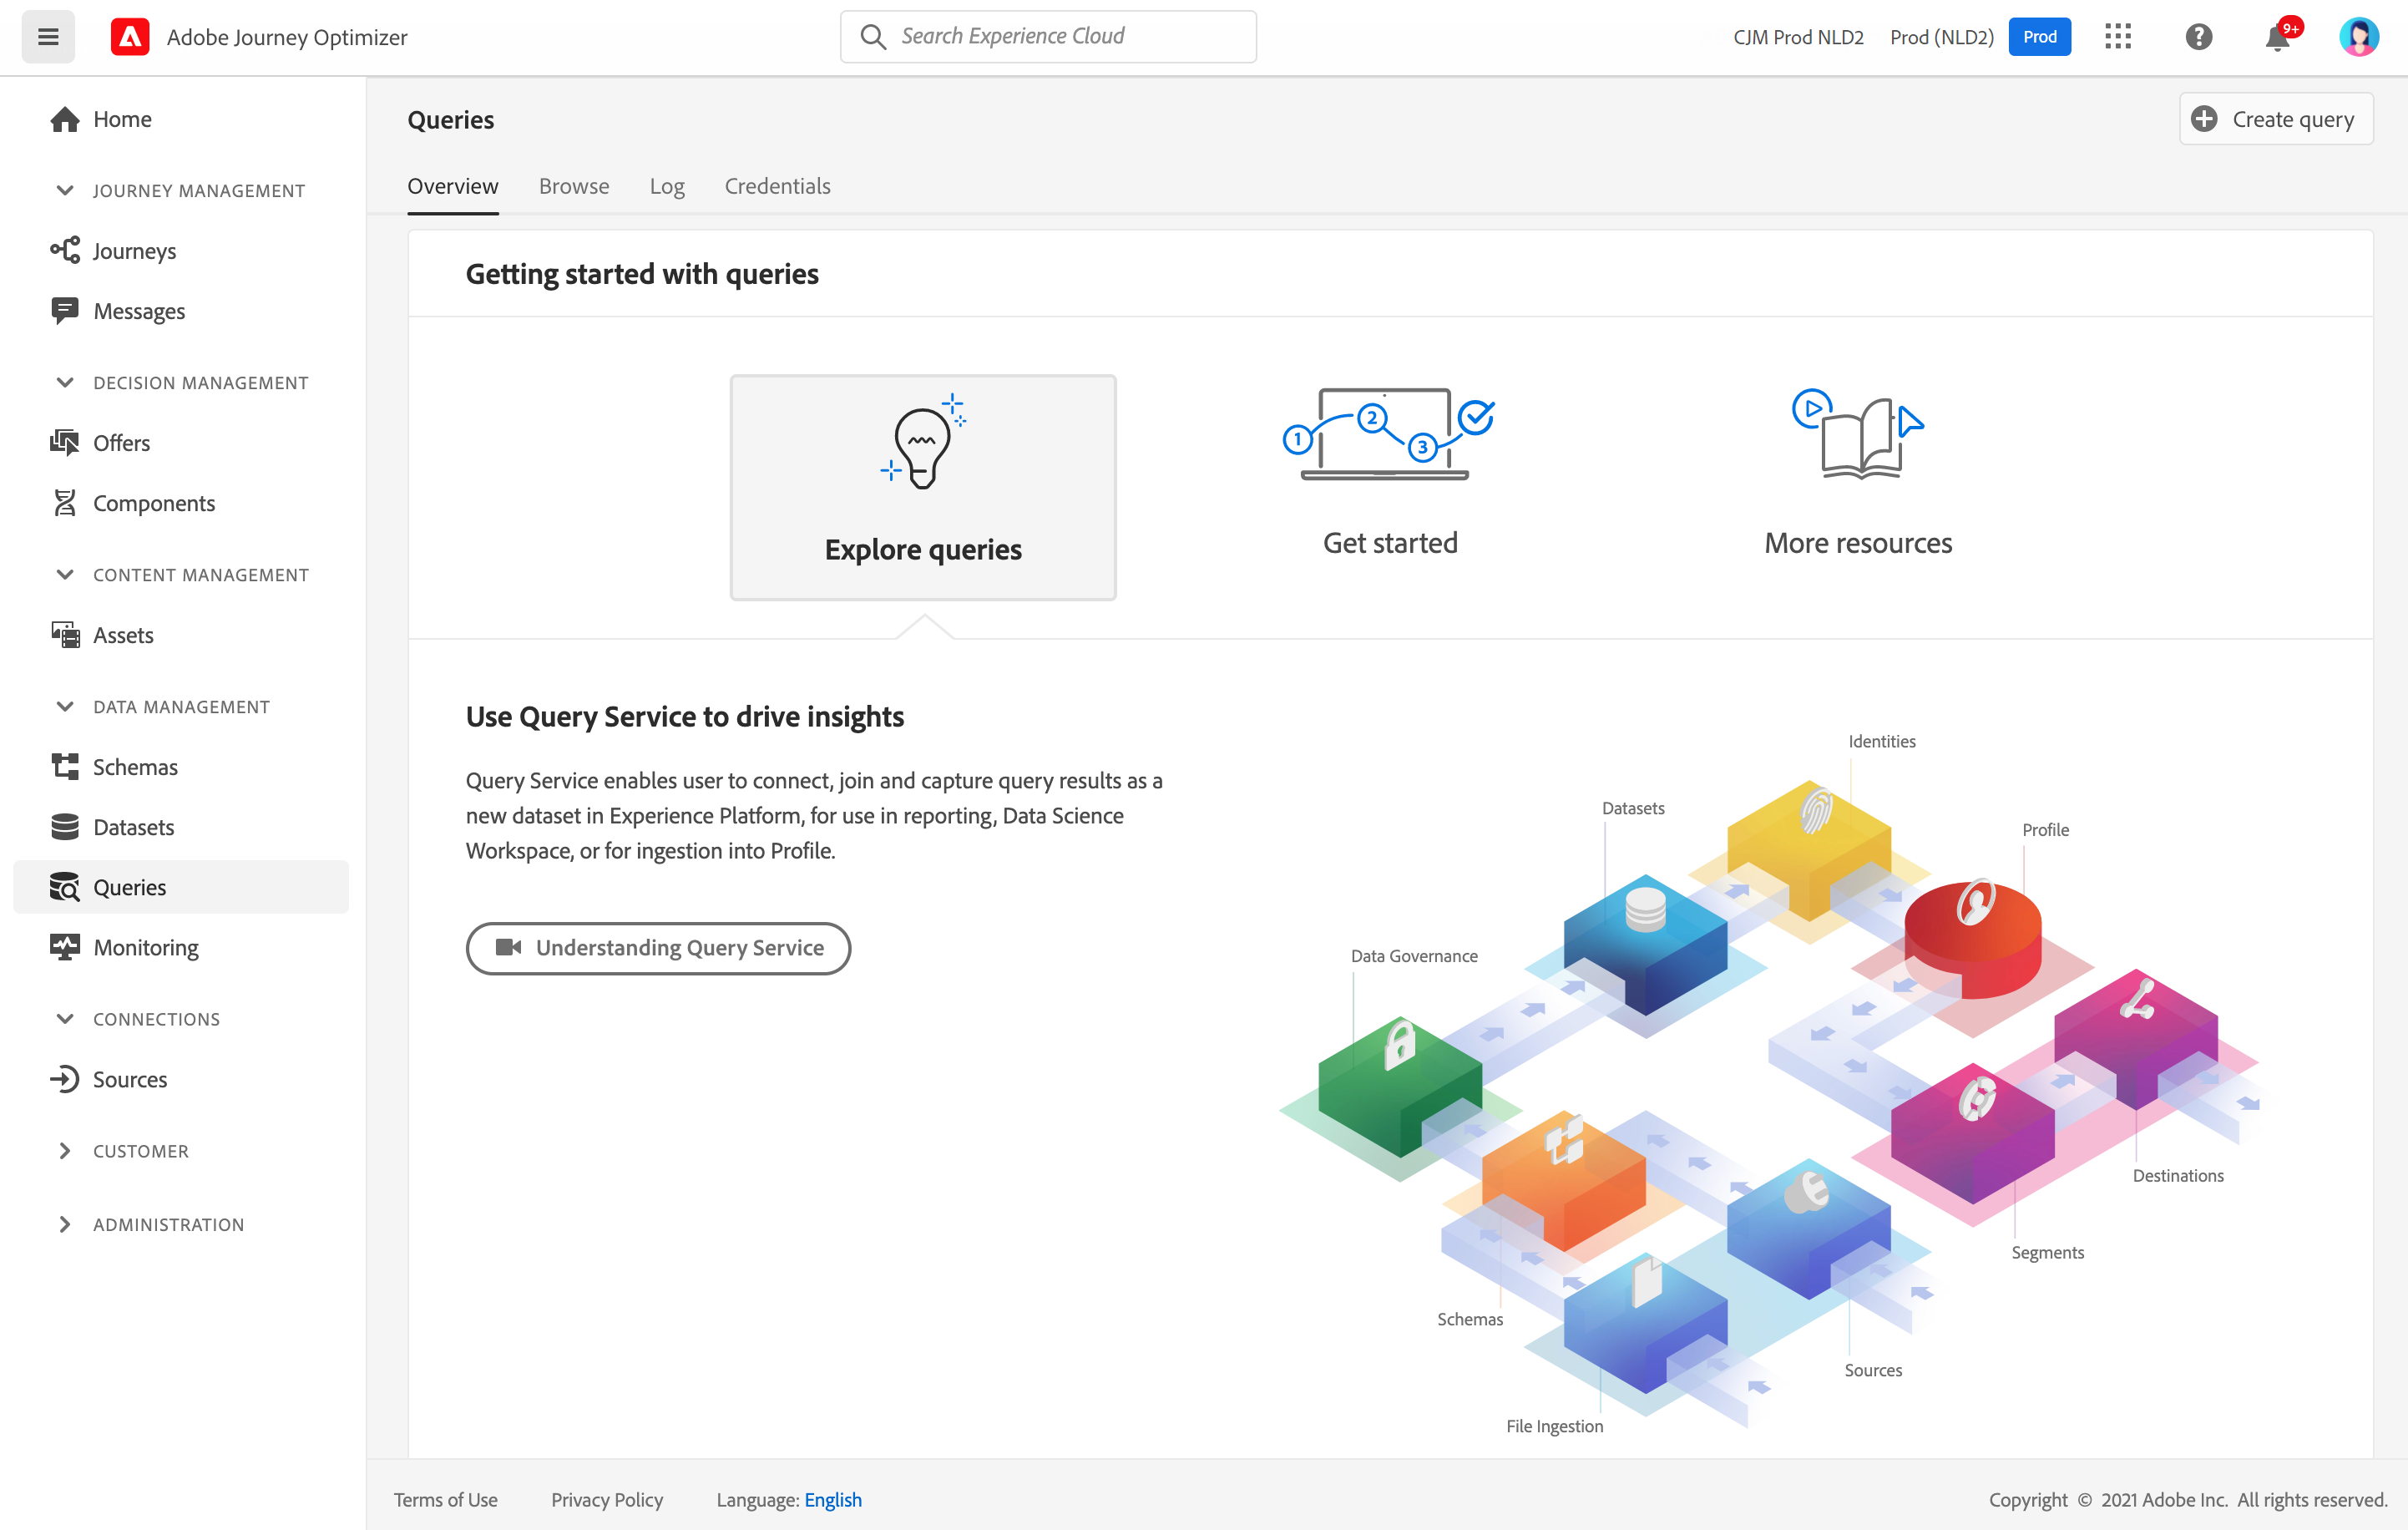 Adobe Journey Optimizer
Search Experience Cloud
CJM Prod NLD2
Prod (NLD2)
Prod
9+
Home
JOURNEY MANAGEMENT
Journeys
Messages
DECISION MANAGEMENT
Offers
Components
CONTENT MANAGEMENT
Assets
DATA MANAGEMENT
Schemas
Datasets
Queries
Monitoring
CONNECTIONS
Sources
CUSTOMER
ADMINISTRATION
Queries
Create query
Overview Browse Log Credentials
Getting started with queries
1 2 3
Explore queries
Get started
More resources
Use Query Service to drive insights
Query Service enables user to connect, join and capture query results as a
new dataset in Experience Platform, for use in reporting, Data Science
Workspace, or for ingestion into Profile.
Understanding Query Service
Identities
Datasets
Profile
Data Governance
Destinations
Segments
Schemas
Sources
File Ingestion
Terms of Use
Privacy Policy
Language: English
Copyright © 2021 Adobe Inc. All rights reserved.